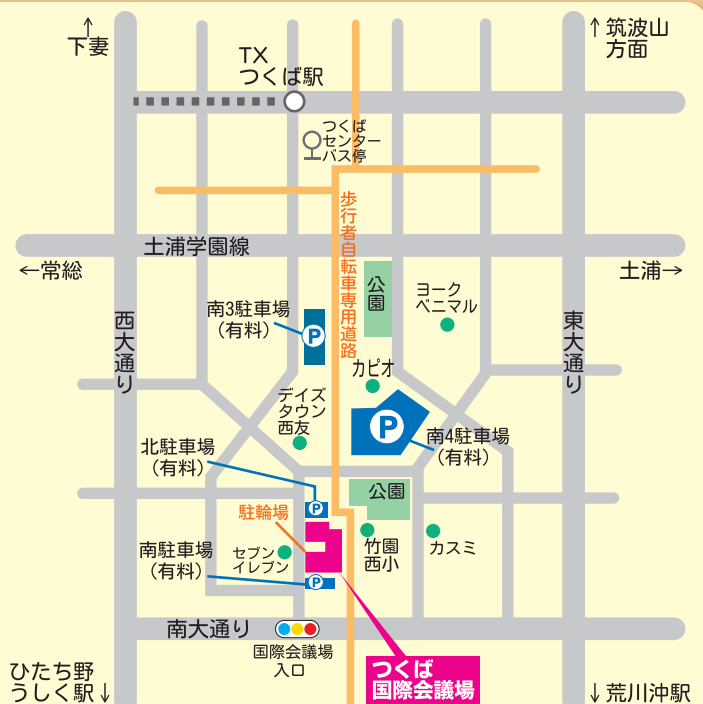 ↑
下妻
TX
つくば駅
↑筑波山
方面
つくば
センター
バス停
歩行者自転車専用道路
土浦学園線
←常総
土浦→
西大通り
東大通り
南3駐車場
（有料）
P
公園
ヨーク
ベニマル
カピオ
デイズ
タウン
西友
P
南4駐車場
（有料）
北駐車場
（有料）
公園
P
駐輪場
南駐車場
（有料）
セブン
イレブン
P
竹園
西小
カスミ
南大通り
国際会議場
入口
つくば
国際会議場
ひたち野
うしく駅↓
↓荒川沖駅